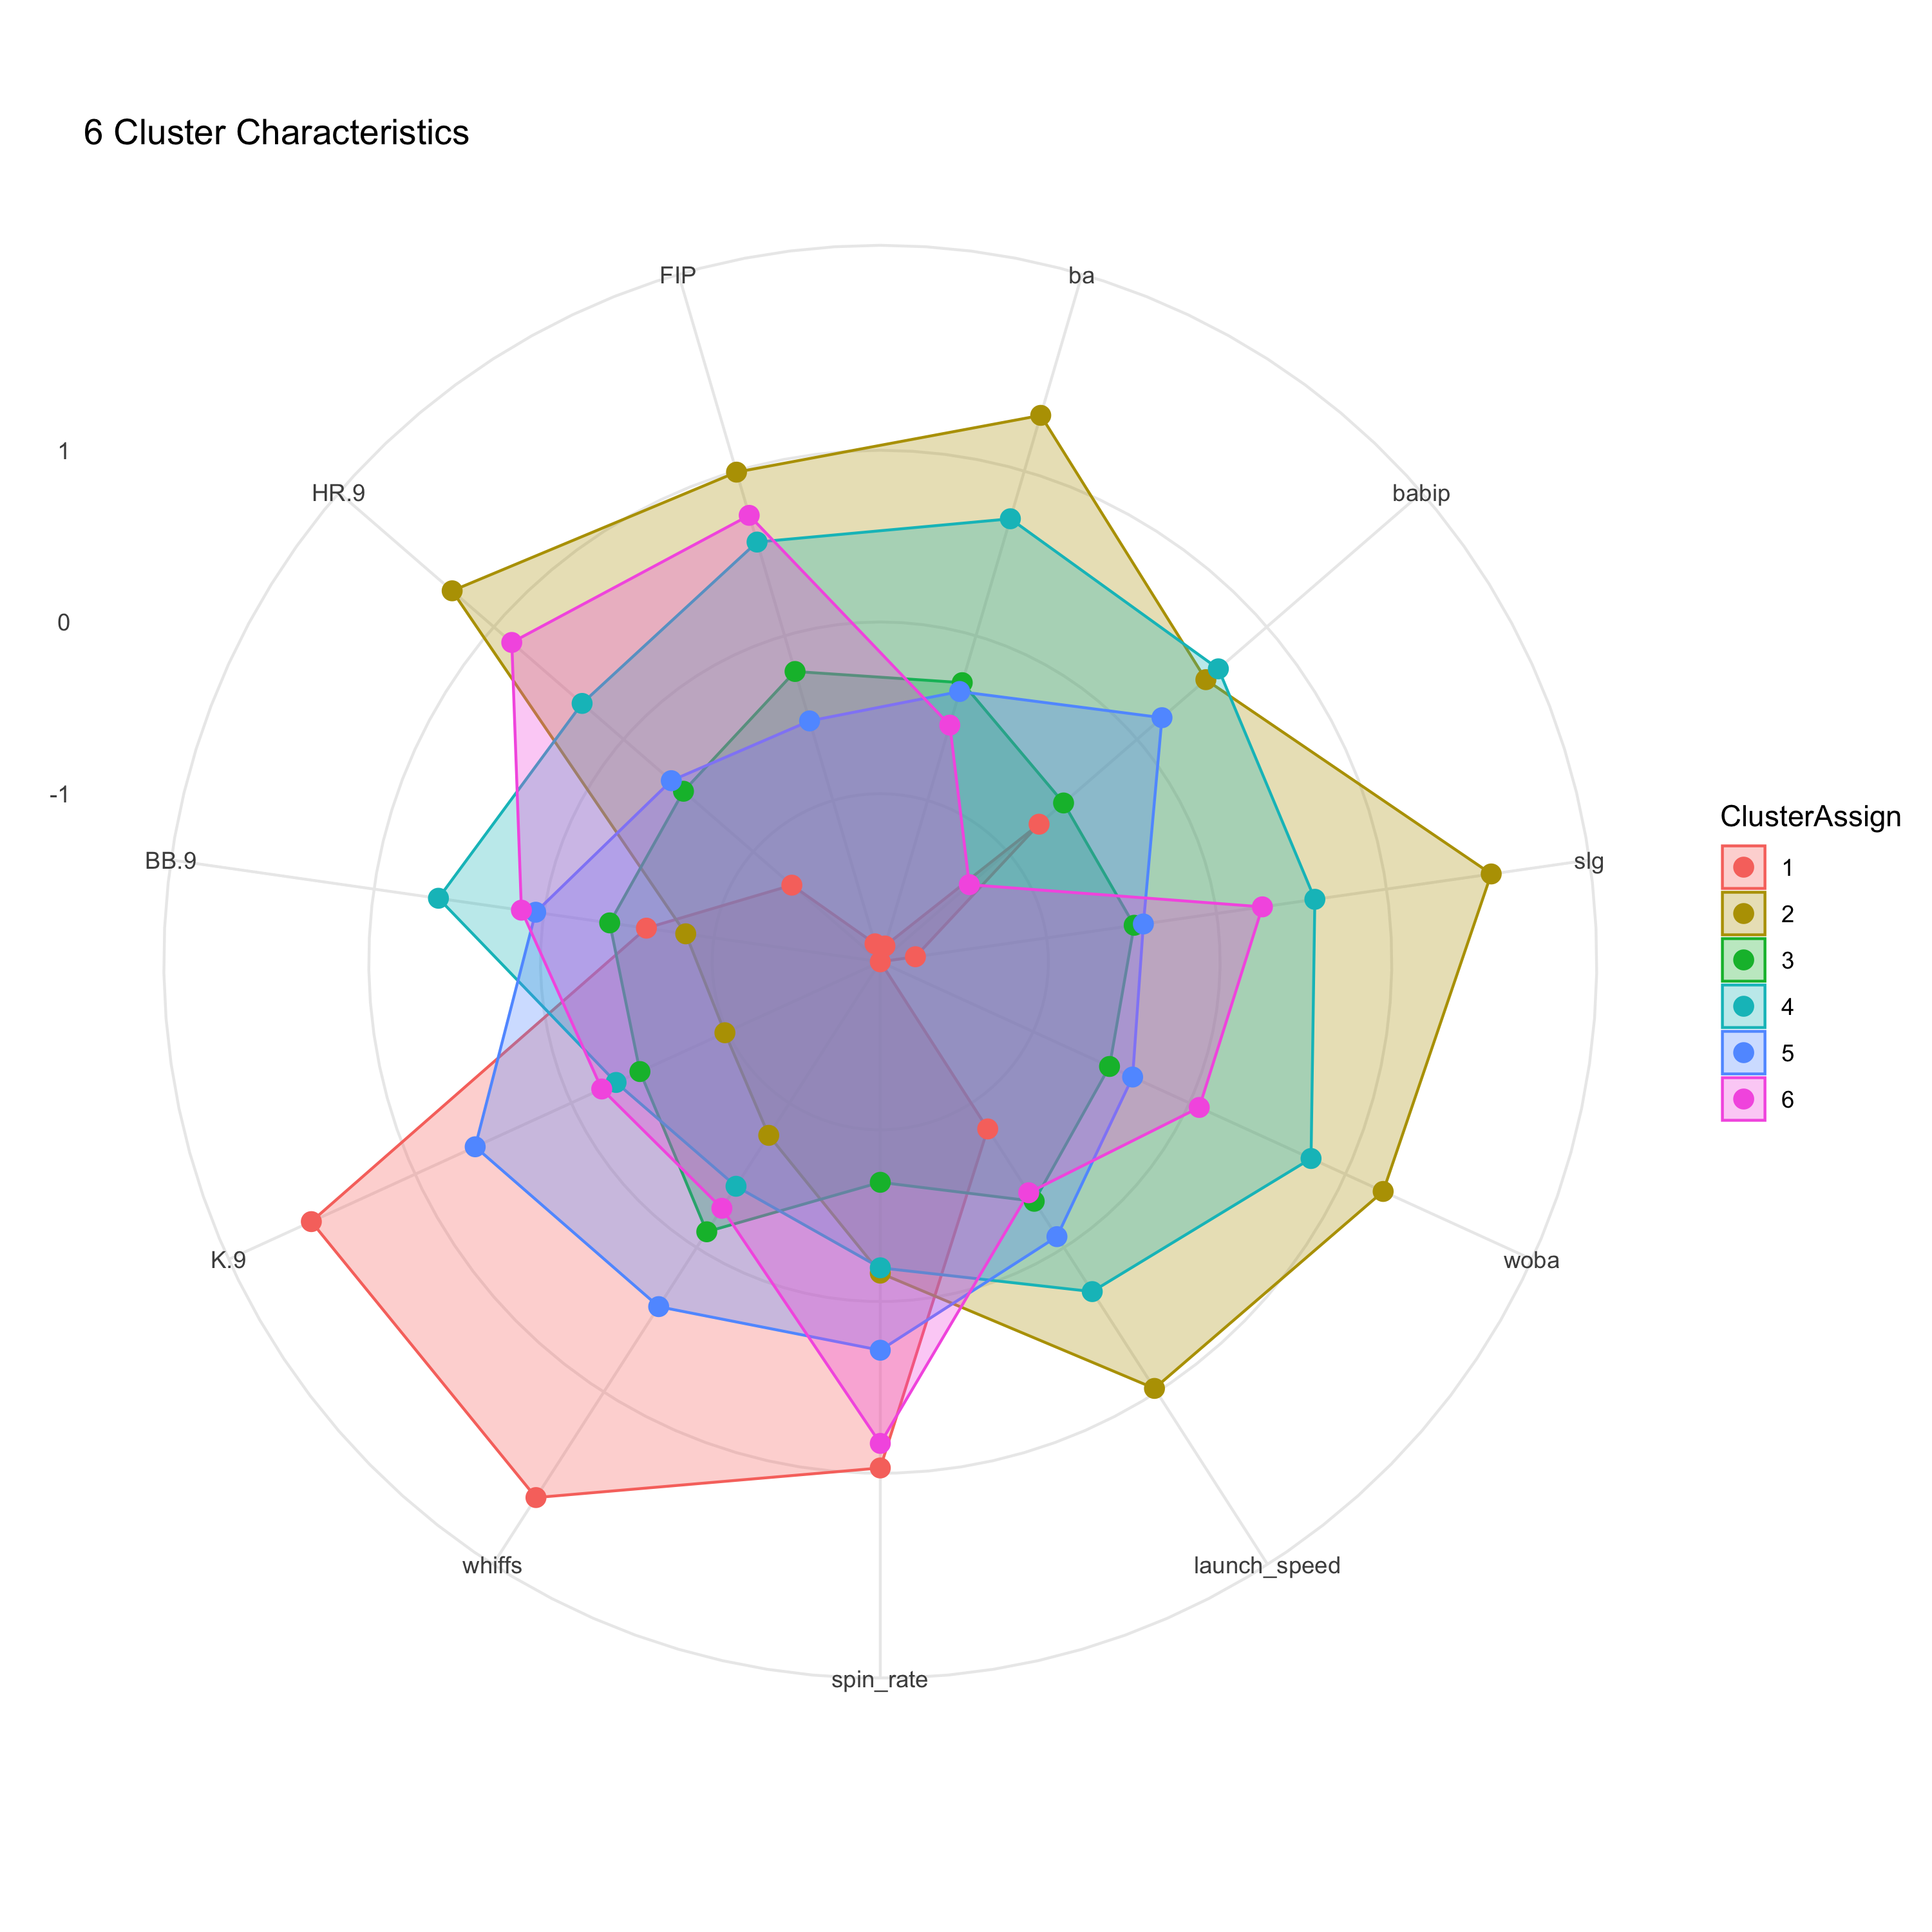 6 Cluster Characteristics
FIP
ba
1
HR.9
babip
0
-1
BB.9
slg
ClusterAssign
1
2
3
4
5
6
K.9
woba
whiffs
launch_speed
spin_rate